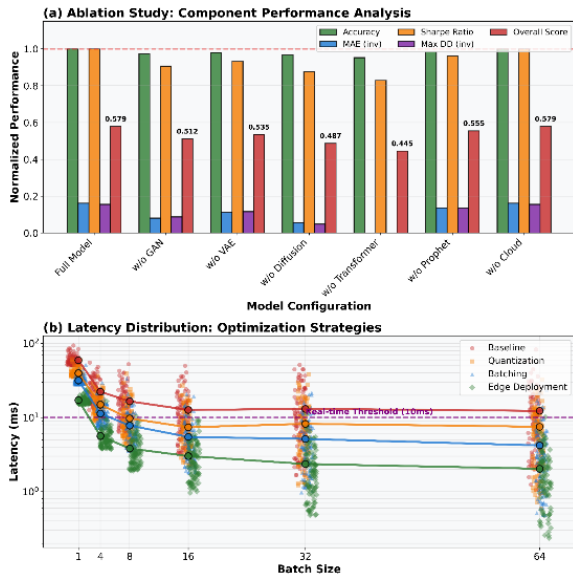 (a) Ablation Study: Component Performance Analysis
Accuracy
Sharpe Ratio
Overall Score
MAE (inv)
Max DD (inv)
Normalized Performance
1.0
0.8
0.6
0.4
0.2
0.0
0.579
0.512
0.535
0.487
0.445
0.555
0.579
Full Model
w/o GAN
w/o VAE
w/o Diffusion
w/o Transformer
w/o Prophet
w/o Cloud
Model Configuration
(b) Latency Distribution: Optimization Strategies
Baseline
Quantization
Batching
Edge Deployment
Real-time Threshold (10ms)
Latency (ms)
10²
10¹
10⁰
1
4
8
16
32
64
Batch Size